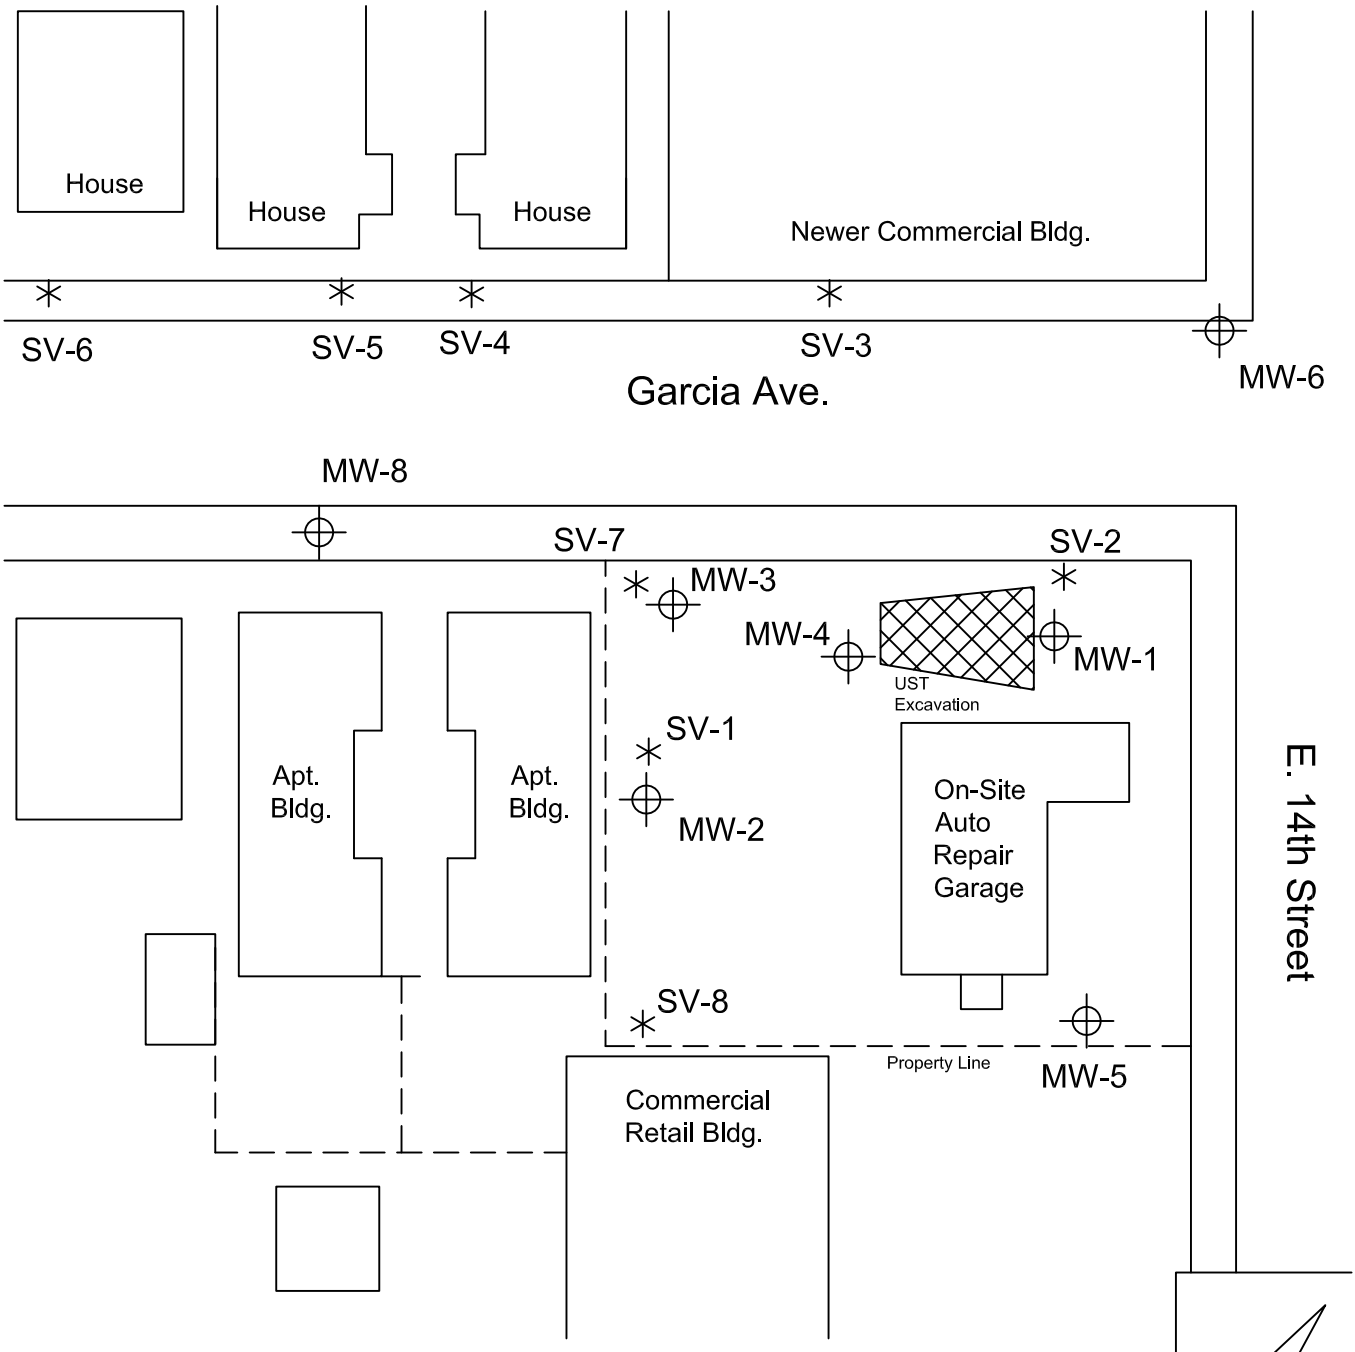 House
House
House
Newer Commercial Bldg.
SV-6
SV-5
SV-4
SV-3
MW-6
Garcia Ave.
MW-8
SV-7
SV-2
MW-3
MW-4
MW-1
UST
Excavation
SV-1
Apt.
Bldg.
Apt.
Bldg.
MW-2
On-Site
Auto
Repair
Garage
E. 14th Street
SV-8
Property Line
MW-5
Commercial
Retail Bldg.